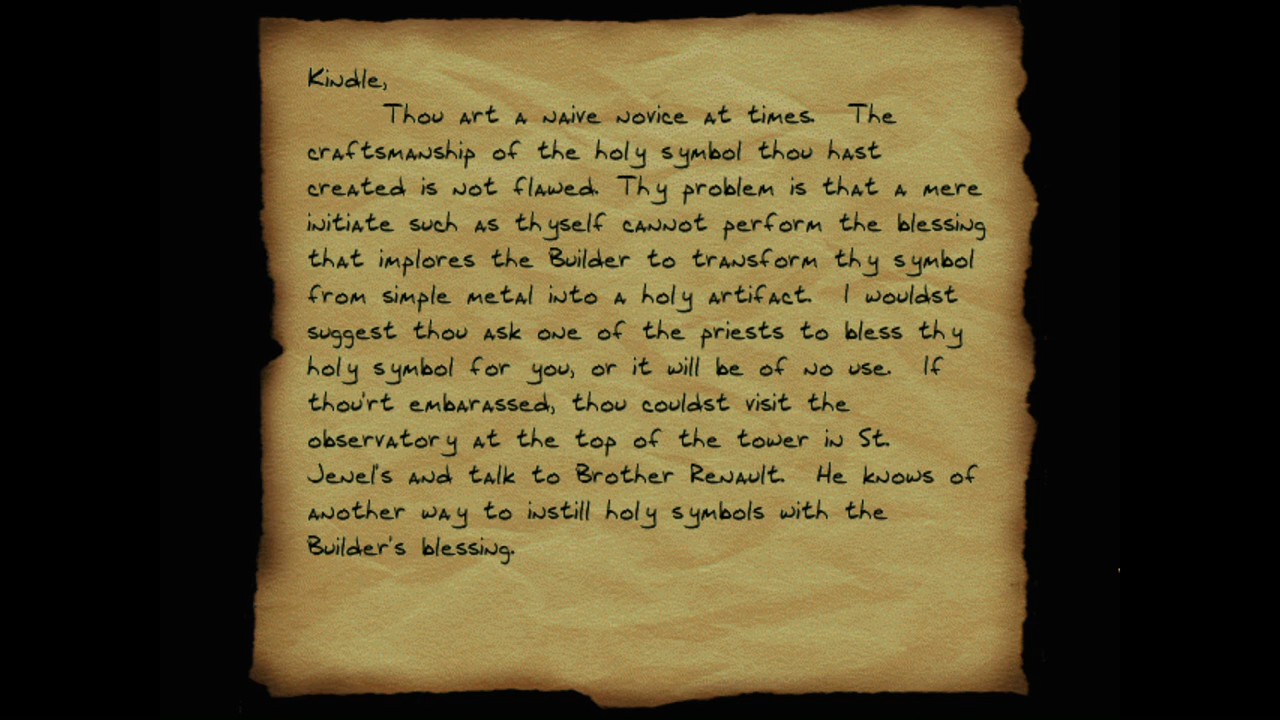 Kindle,
Thou art a naive novice at times. The
craftsmanship of the holy symbol thou hast
created is not flawed. Thy problem is that a mere
initiate such as thyself cannot perform the blessing
that implores the Builder to transform thy symbol
from simple metal into a holy artifact. I wouldst
suggest thou ask one of the priests to bless thy
holy symbol for you, or it will be of no use. If
thou'rt embarassed, thou couldst visit the
observatory at the top of the tower in St.
Jenel's and talk to Brother Renault. He knows of
another way to instill holy symbols with the
Builder's blessing.